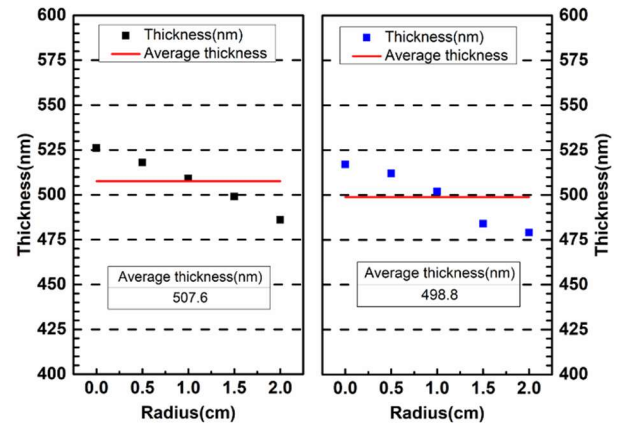 Thickness(nm)
Average thickness
600
575
550
525
500
475
450
425
400
Thickness(nm)
Average thickness(nm)
507.6
0.0 0.5 1.0 1.5 2.0
Radius(cm)
Thickness(nm)
Average thickness
Average thickness(nm)
498.8
0.0 0.5 1.0 1.5 2.0
Radius(cm)
600
575
550
525
500
475
450
425
400
Thickness(nm)